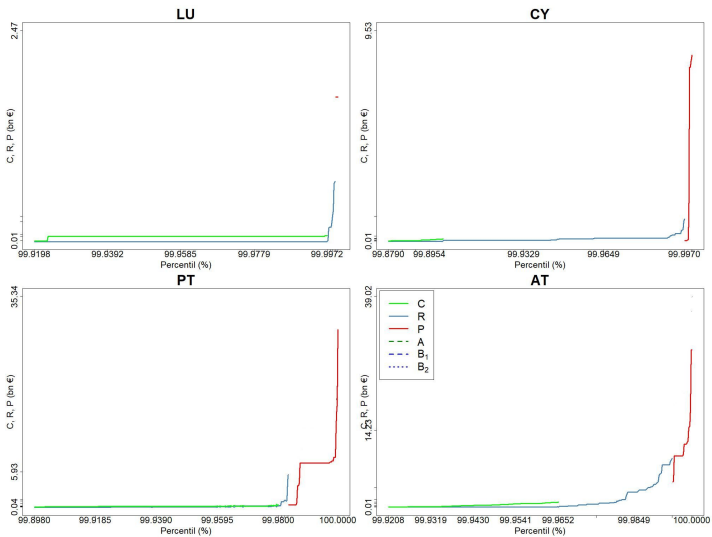 LU
2.47
0.01
C, R, P (bn €)
99.9198 99.9392 99.9585 99.9779 99.9972
Percentil (%)
CY
9.53
0.01
C, R, P (bn €)
99.8790 99.8954 99.9329 99.9649 99.9970
Percentil (%)
PT
35.34
5.93
0.04
C, R, P (bn €)
99.8980 99.9185 99.9390 99.9595 99.9800 100.0000
Percentil (%)
AT
39.02
14.23
0.01
C, R, P (bn €)
C
R
P
A
B1
B2
99.9208 99.9319 99.9430 99.9541 99.9652 99.9849 100.0000
Percentil (%)